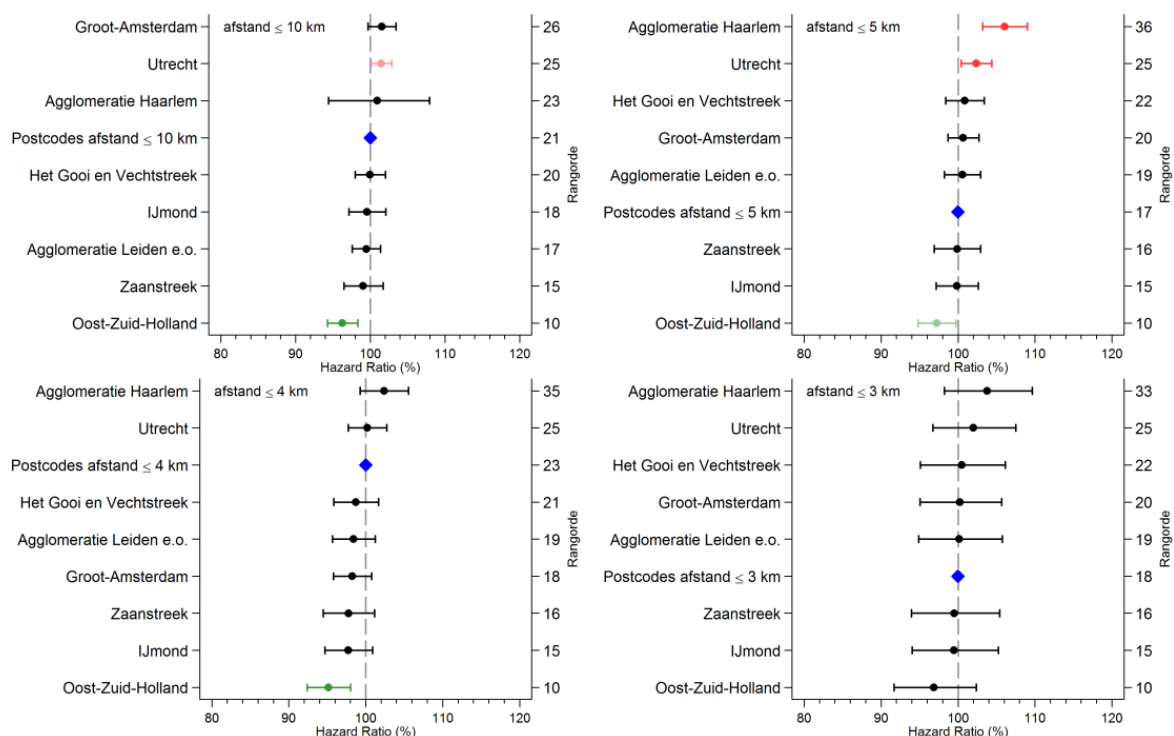 afstand ≤ 10 km
Groot-Amsterdam 26
Utrecht 25
Agglomeratie Haarlem 23
Postcodes afstand ≤ 10 km 21
Het Gooi en Vechtstreek 20
IJmond 18
Agglomeratie Leiden e.o. 17
Zaanstreek 15
Oost-Zuid-Holland 10
Rangorde
80 90 100 110 120
Hazard Ratio (%)
afstand ≤ 5 km
Agglomeratie Haarlem 36
Utrecht 25
Het Gooi en Vechtstreek 22
Groot-Amsterdam 20
Agglomeratie Leiden e.o. 19
Postcodes afstand ≤ 5 km 17
Zaanstreek 16
IJmond 15
Oost-Zuid-Holland 10
Rangorde
80 90 100 110 120
Hazard Ratio (%)
afstand ≤ 4 km
Agglomeratie Haarlem 35
Utrecht 25
Postcodes afstand ≤ 4 km 23
Het Gooi en Vechtstreek 21
Agglomeratie Leiden e.o. 19
Groot-Amsterdam 18
Zaanstreek 16
IJmond 15
Oost-Zuid-Holland 10
Rangorde
80 90 100 110 120
Hazard Ratio (%)
afstand ≤ 3 km
Agglomeratie Haarlem 33
Utrecht 25
Het Gooi en Vechtstreek 22
Groot-Amsterdam 20
Agglomeratie Leiden e.o. 19
Postcodes afstand ≤ 3 km 18
Zaanstreek 16
IJmond 15
Oost-Zuid-Holland 10
Rangorde
80 90 100 110 120
Hazard Ratio (%)